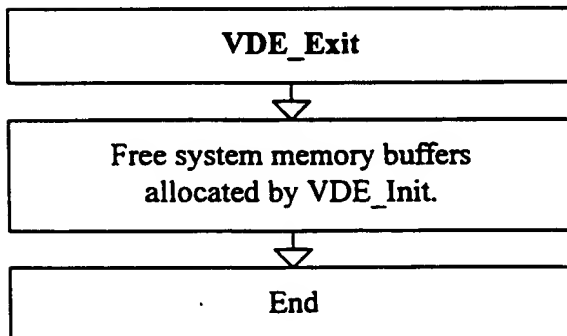 VDE_Exit
Free system memory buffers
allocated by VDE_Init.
End